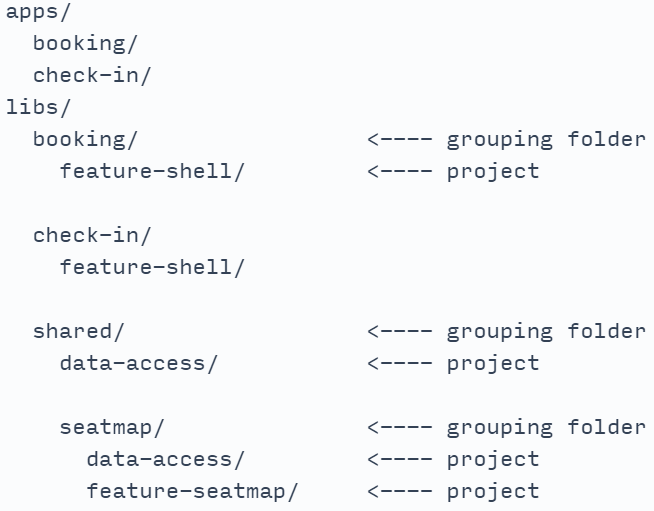 apps/
  booking/
  check-in/
libs/
  booking/                 <---- grouping folder
    feature-shell/         <---- project

  check-in/
    feature-shell/

  shared/                  <---- grouping folder
    data-access/           <---- project

    seatmap/               <---- grouping folder
      data-access/         <---- project
      feature-seatmap/     <---- project